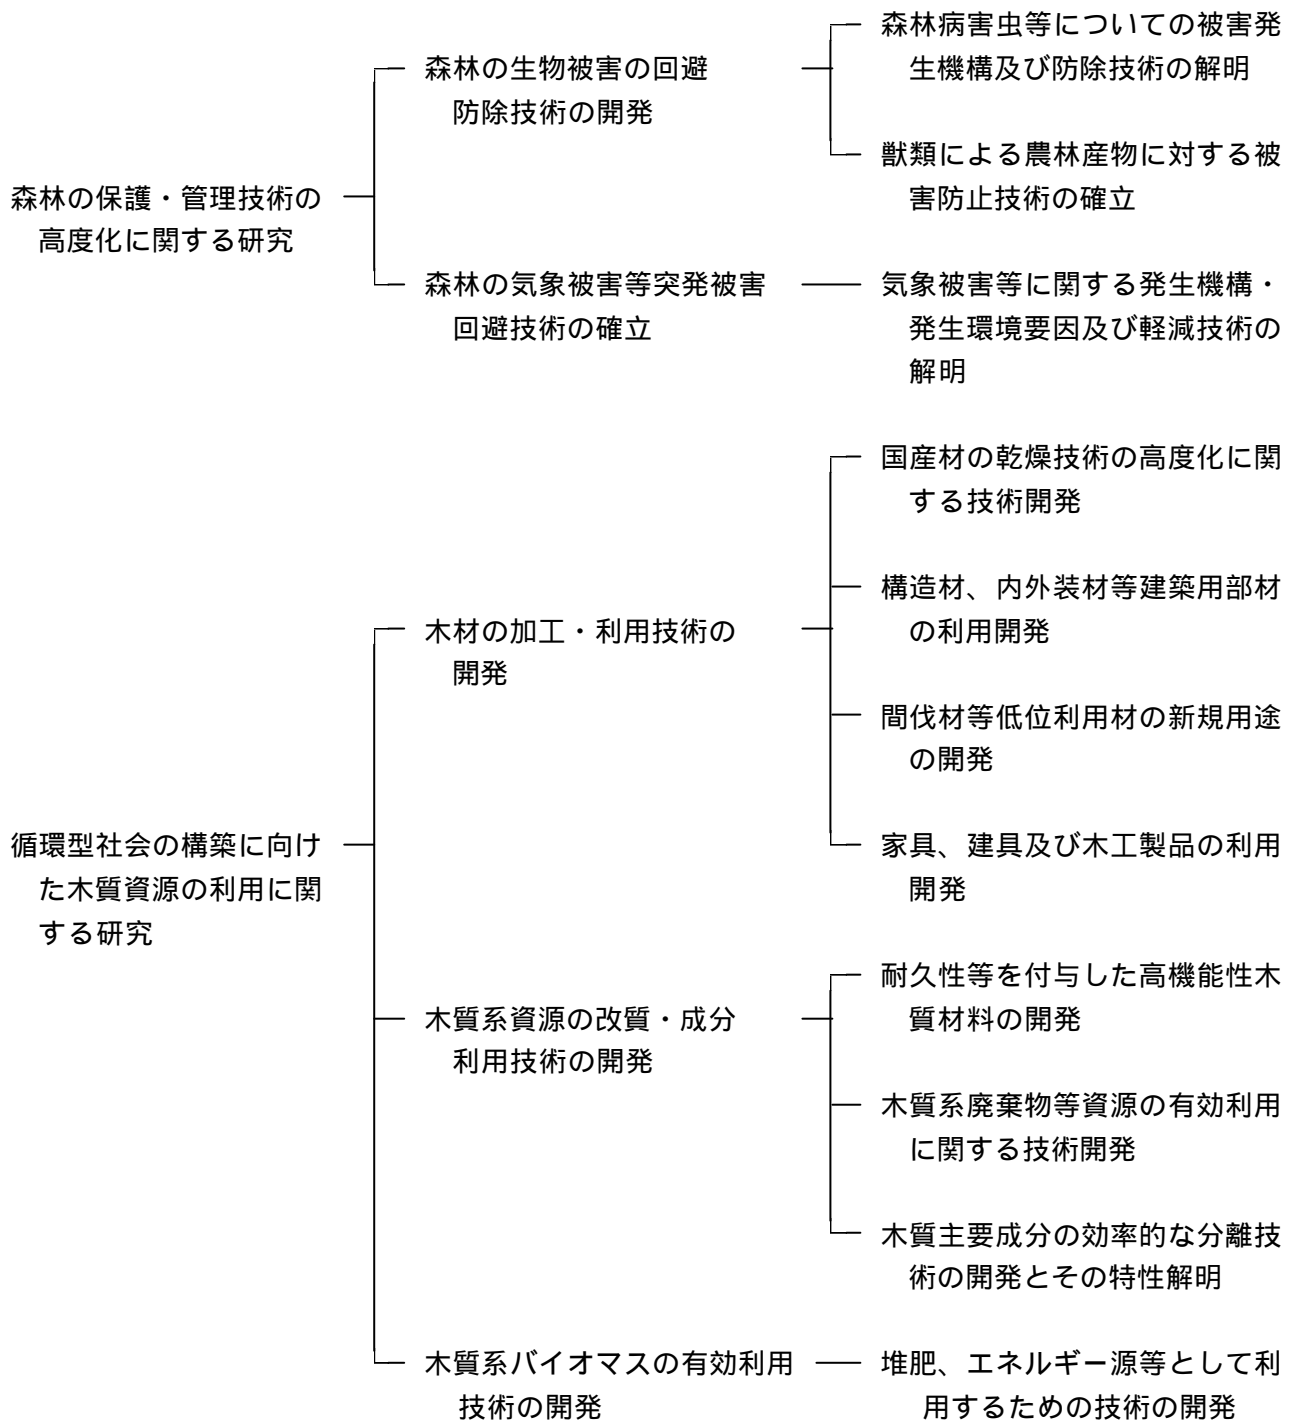 森林の保護・管理技術の
高度化に関する研究
森林の生物被害の回避
防除技術の開発
森林病害虫等についての被害発
生機構及び防除技術の解明
獣類による農林産物に対する被
害防止技術の確立
森林の気象被害等突発被害
回避技術の確立
気象被害等に関する発生機構・
発生環境要因及び軽減技術の
解明
循環型社会の構築に向け
た木質資源の利用に関
する研究
木材の加工・利用技術の
開発
国産材の乾燥技術の高度化に関
する技術開発
構造材、内外装材等建築用部材
の利用開発
間伐材等低位利用材の新規用途
の開発
家具、建具及び木工製品の利用
開発
木質系資源の改質・成分
利用技術の開発
耐久性等を付与した高機能性木
質材料の開発
木質系廃棄物等資源の有効利用
に関する技術開発
木質主要成分の効率的な分離技
術の開発とその特性解明
木質系バイオマスの有効利用
技術の開発
堆肥、エネルギー源等として利
用するための技術の開発